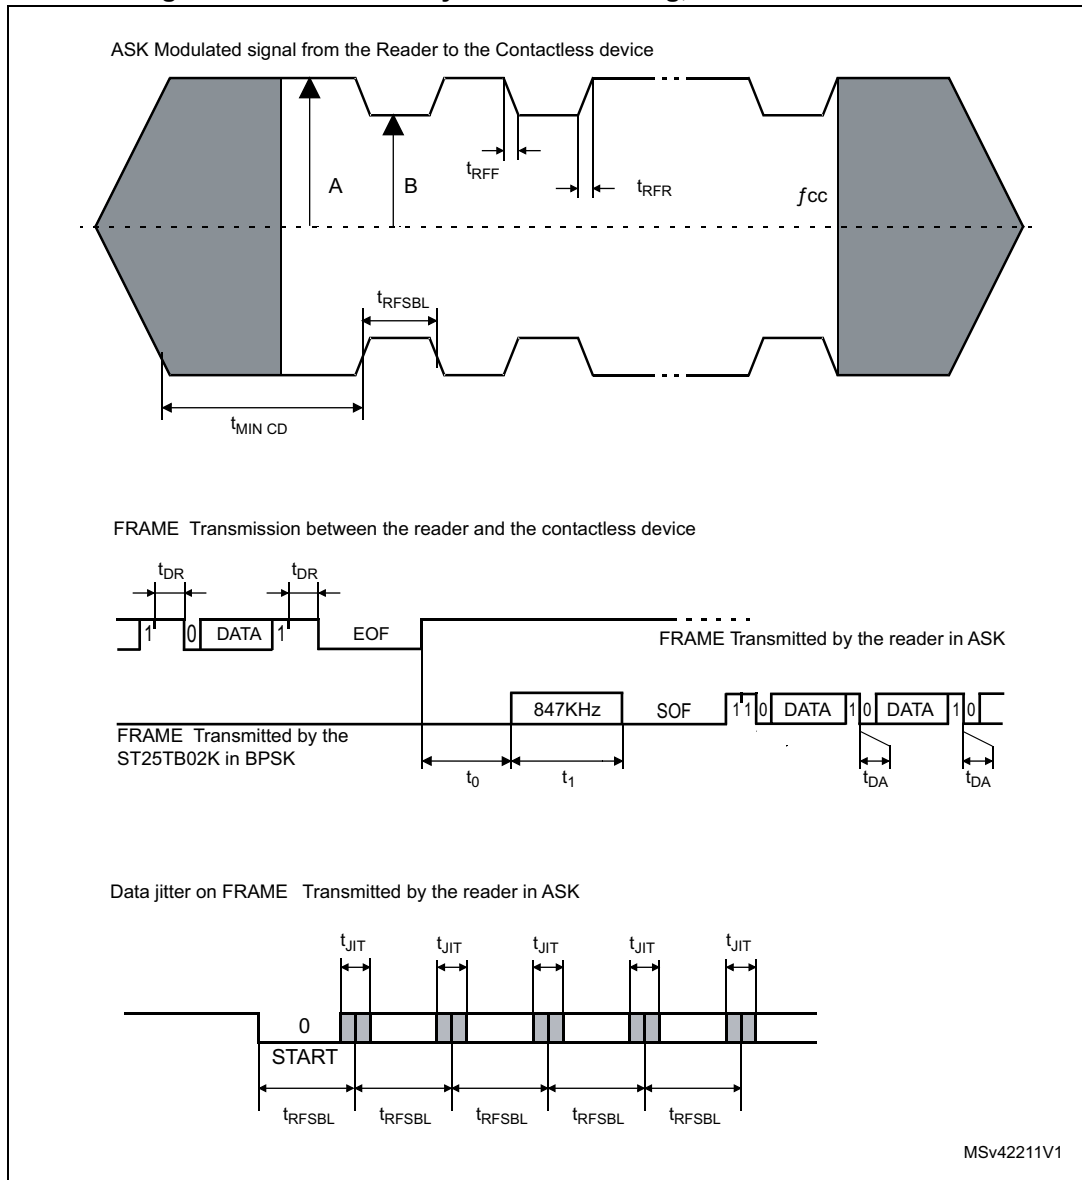 ASK Modulated signal from the Reader to the Contactless device
A
B
tRFF
tRFR
ƒcc
tRFSBL
tMIN CD
FRAME Transmission between the reader and the contactless device
tDR tDR
1 0 DATA 1 EOF
FRAME Transmitted by the reader in ASK
847KHz SOF 1 1 0 DATA 1 0 DATA 1 0
FRAME Transmitted by the
ST25TB02K in BPSK
t0 t1 tDA tDA
Data jitter on FRAME Transmitted by the reader in ASK
tJIT tJIT tJIT tJIT tJIT
0
START
tRFSBL tRFSBL tRFSBL tRFSBL tRFSBL
MSv42211V1